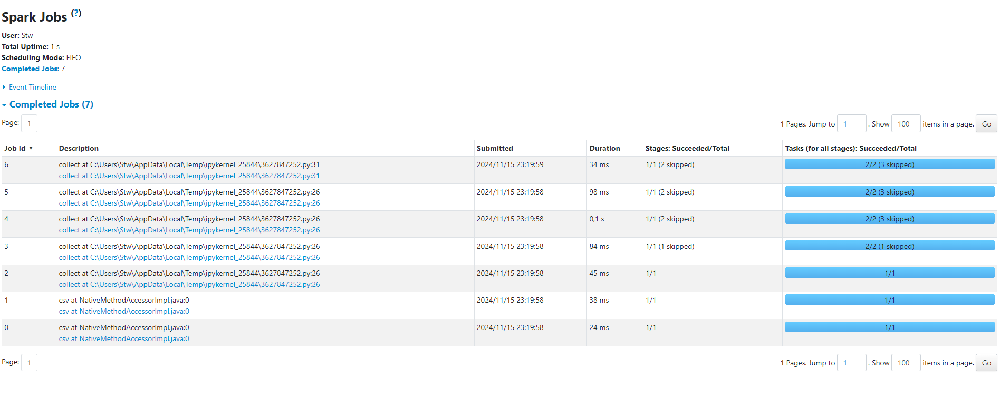 Spark Jobs (?)
User: Stw
Total Uptime: 1 s
Scheduling Mode: FIFO
Completed Jobs: 7
Event Timeline
Completed Jobs (7)
Page: 1
1 Pages. Jump to 1 . Show 100 items in a page. Go
Job Id ▾ Description Submitted Duration Stages: Succeeded/Total Tasks (for all stages): Succeeded/Total
6 collect at C:\Users\Stw\AppData\Local\Temp\ipykernel_25844\3627847252.py:31 2024/11/15 23:19:59 34 ms 1/1 (2 skipped) 2/2 (3 skipped)
collect at C:\Users\Stw\AppData\Local\Temp\ipykernel_25844\3627847252.py:31
5 collect at C:\Users\Stw\AppData\Local\Temp\ipykernel_25844\3627847252.py:26 2024/11/15 23:19:58 98 ms 1/1 (2 skipped) 2/2 (3 skipped)
collect at C:\Users\Stw\AppData\Local\Temp\ipykernel_25844\3627847252.py:26
4 collect at C:\Users\Stw\AppData\Local\Temp\ipykernel_25844\3627847252.py:26 2024/11/15 23:19:58 0,1 s 1/1 (2 skipped) 2/2 (3 skipped)
collect at C:\Users\Stw\AppData\Local\Temp\ipykernel_25844\3627847252.py:26
3 collect at C:\Users\Stw\AppData\Local\Temp\ipykernel_25844\3627847252.py:26 2024/11/15 23:19:58 84 ms 1/1 (1 skipped) 2/2 (1 skipped)
collect at C:\Users\Stw\AppData\Local\Temp\ipykernel_25844\3627847252.py:26
2 collect at C:\Users\Stw\AppData\Local\Temp\ipykernel_25844\3627847252.py:26 2024/11/15 23:19:58 45 ms 1/1 1/1
collect at C:\Users\Stw\AppData\Local\Temp\ipykernel_25844\3627847252.py:26
1 csv at NativeMethodAccessorImpl.java:0 2024/11/15 23:19:58 38 ms 1/1 1/1
csv at NativeMethodAccessorImpl.java:0
0 csv at NativeMethodAccessorImpl.java:0 2024/11/15 23:19:58 24 ms 1/1 1/1
csv at NativeMethodAccessorImpl.java:0
Page: 1
1 Pages. Jump to 1 . Show 100 items in a page. Go